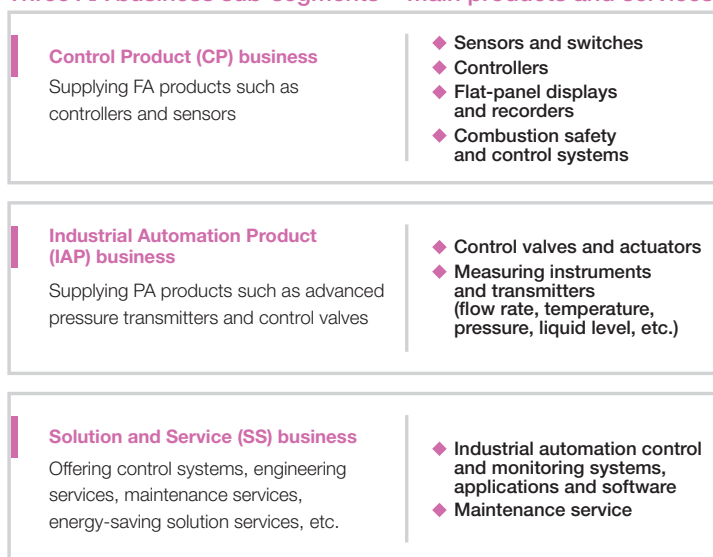 Control Product (CP) business
Supplying FA products such as
controllers and sensors
◆ Sensors and switches
◆ Controllers
◆ Flat-panel displays
and recorders
◆ Combustion safety
and control systems
Industrial Automation Product
(IAP) business
Supplying PA products such as advanced
pressure transmitters and control valves
◆ Control valves and actuators
◆ Measuring instruments
and transmitters
(flow rate, temperature,
pressure, liquid level, etc.)
Solution and Service (SS) business
Offering control systems, engineering
services, maintenance services,
energy-saving solution services, etc.
◆ Industrial automation control
and monitoring systems,
applications and software
◆ Maintenance service